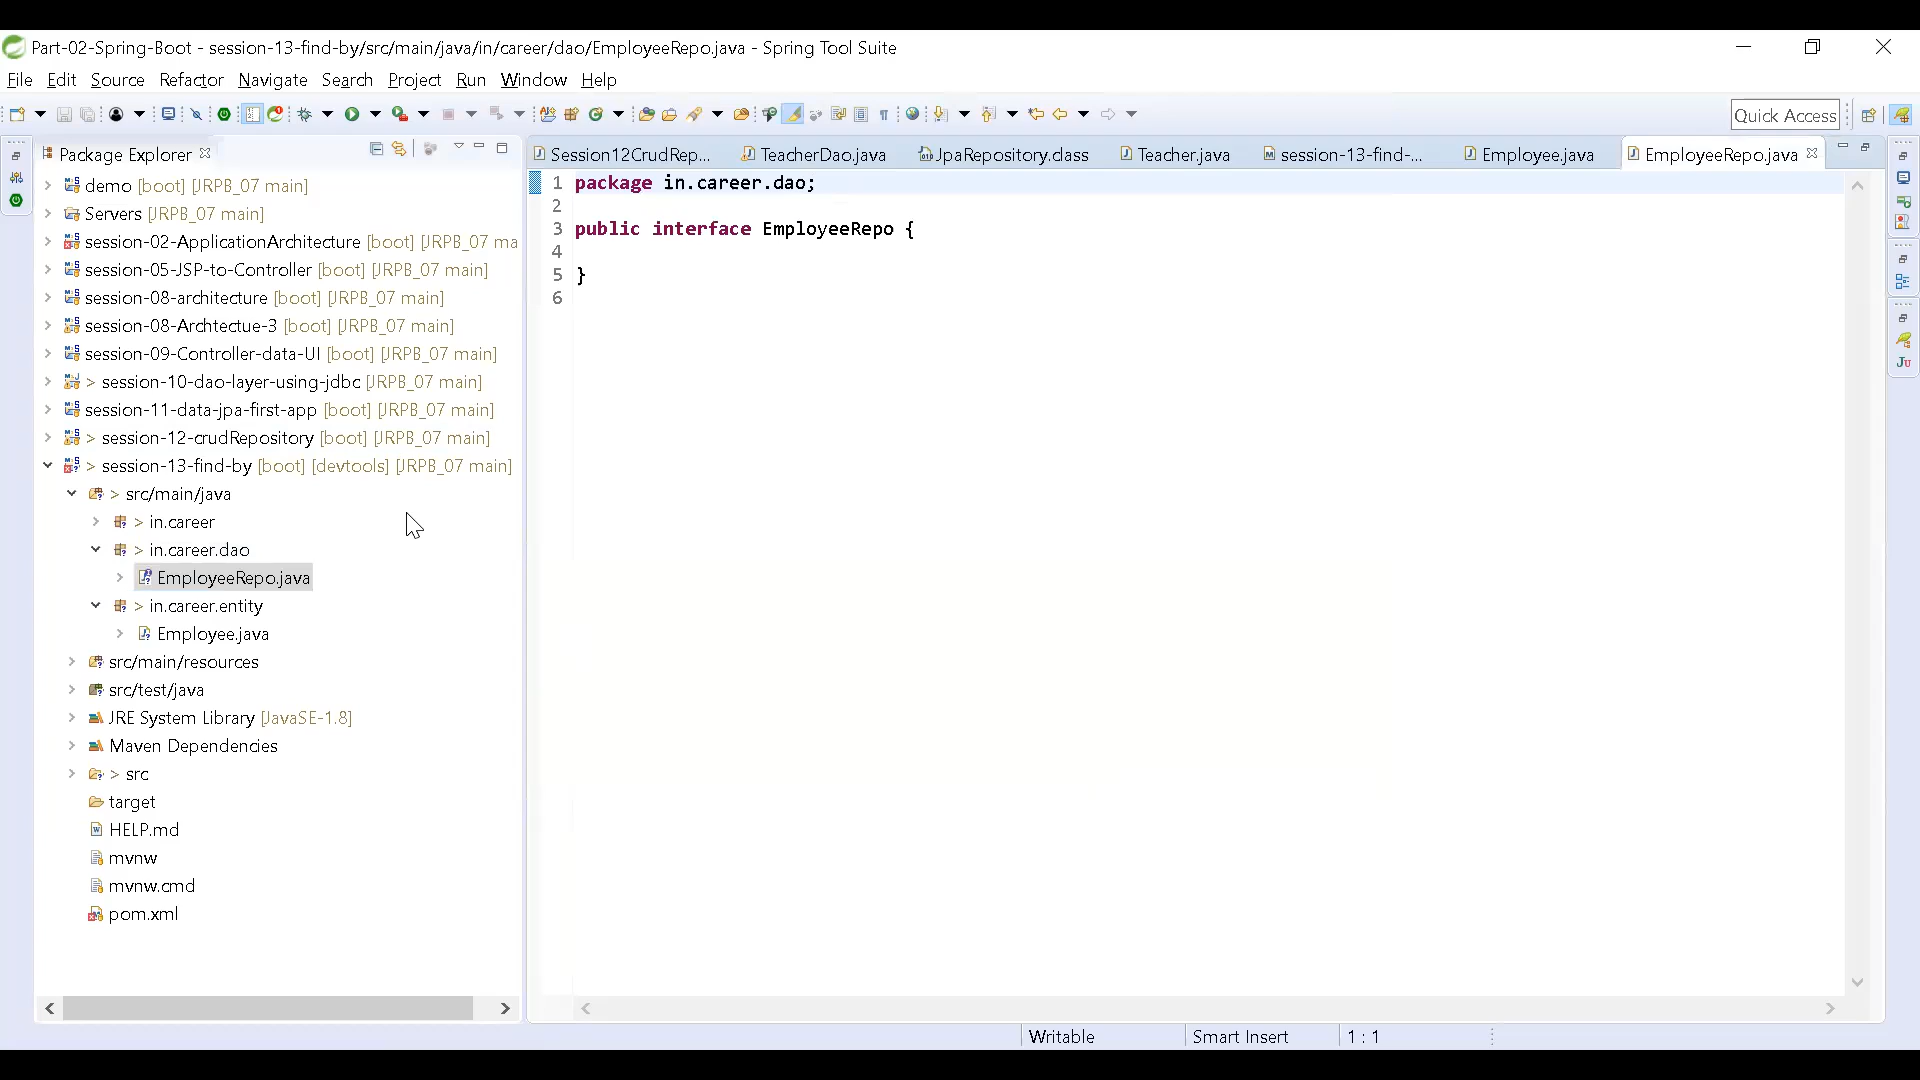 Part-02-Spring-Boot - session-13-find-by/src/main/java/in/career/dao/EmployeeRepo.java - Spring Tool Suite
File Edit Source Refactor Navigate Search Project Run Window Help
Quick Access
Package Explorer
Session12CrudRep... TeacherDao.java JpaRepository.class Teacher.java session-13-find-... Employee.java EmployeeRepo.java
demo [boot] [JRPB_07 main]
Servers [JRPB_07 main]
session-02-ApplicationArchitecture [boot] [JRPB_07 ma
session-05-JSP-to-Controller [boot] [JRPB_07 main]
session-08-architecture [boot] [JRPB_07 main]
session-08-Archtectue-3 [boot] [JRPB_07 main]
session-09-Controller-data-UI [boot] [JRPB_07 main]
> session-10-dao-layer-using-jdbc [JRPB_07 main]
session-11-data-jpa-first-app [boot] [JRPB_07 main]
> session-12-crudRepository [boot] [JRPB_07 main]
> session-13-find-by [boot] [devtools] [JRPB_07 main]
> src/main/java
> in.career
> in.career.dao
EmployeeRepo.java
> in.career.entity
Employee.java
src/main/resources
src/test/java
JRE System Library [JavaSE-1.8]
Maven Dependencies
> src
target
HELP.md
mvnw
mvnw.cmd
pom.xml
1 package in.career.dao;
2
3 public interface EmployeeRepo {
4
5 }
6
Writable Smart Insert 1 : 1